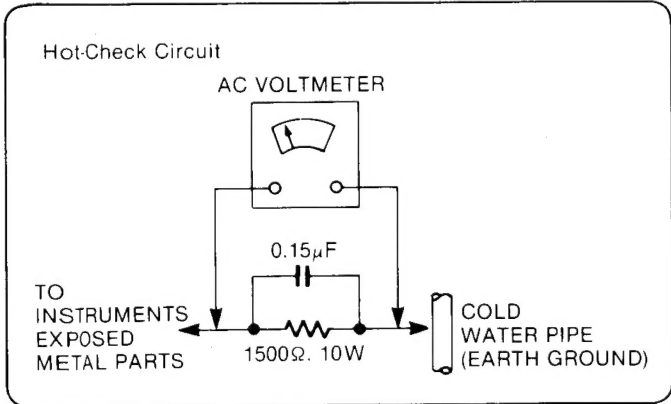 Hot-Check Circuit
AC VOLTMETER
0.15μF
TO
INSTRUMENTS
EXPOSED
METAL PARTS
1500Ω. 10W
COLD
WATER PIPE
(EARTH GROUND)